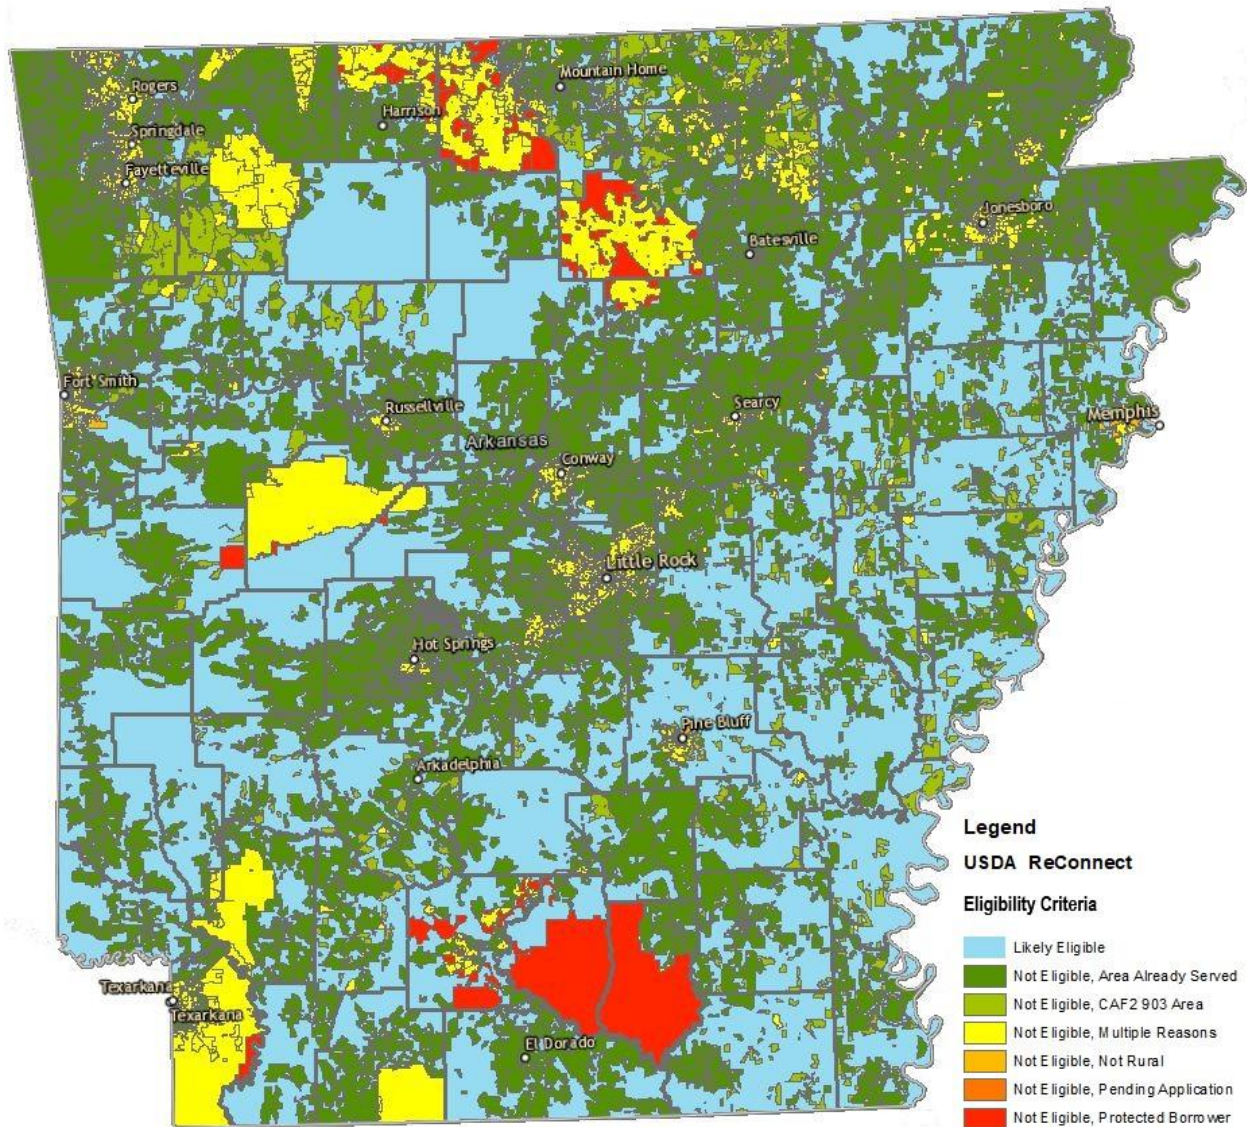 Mountain Home
Rogers
Harrison
Springdale
Fayetteville
Jonesboro
Batesville
Fort Smith
Russellville
Searcy
Memphis
Arkansas
Conway
Little Rock
Hot Springs
Pine Bluff
Arkadelphia
Texarkana
Texarkana
El Dorado
Legend
USDA ReConnect
Eligibility Criteria
Likely Eligible
Not Eligible, Area Already Served
Not Eligible, CAF2 903 Area
Not Eligible, Multiple Reasons
Not Eligible, Not Rural
Not Eligible, Pending Application
Not Eligible, Protected Borrower